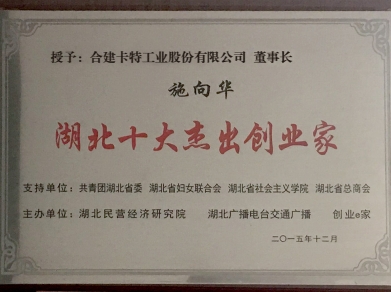 授予：合建卡特工业股份有限公司 董事长
施向华
湖北十大杰出创业家
支持单位：共青团湖北省委 湖北省妇女联合会 湖北省社会主义学院 湖北省总商会
主办单位：湖北民营经济研究院 湖北广播电台交通广播 创业e家
二〇一五年十二月